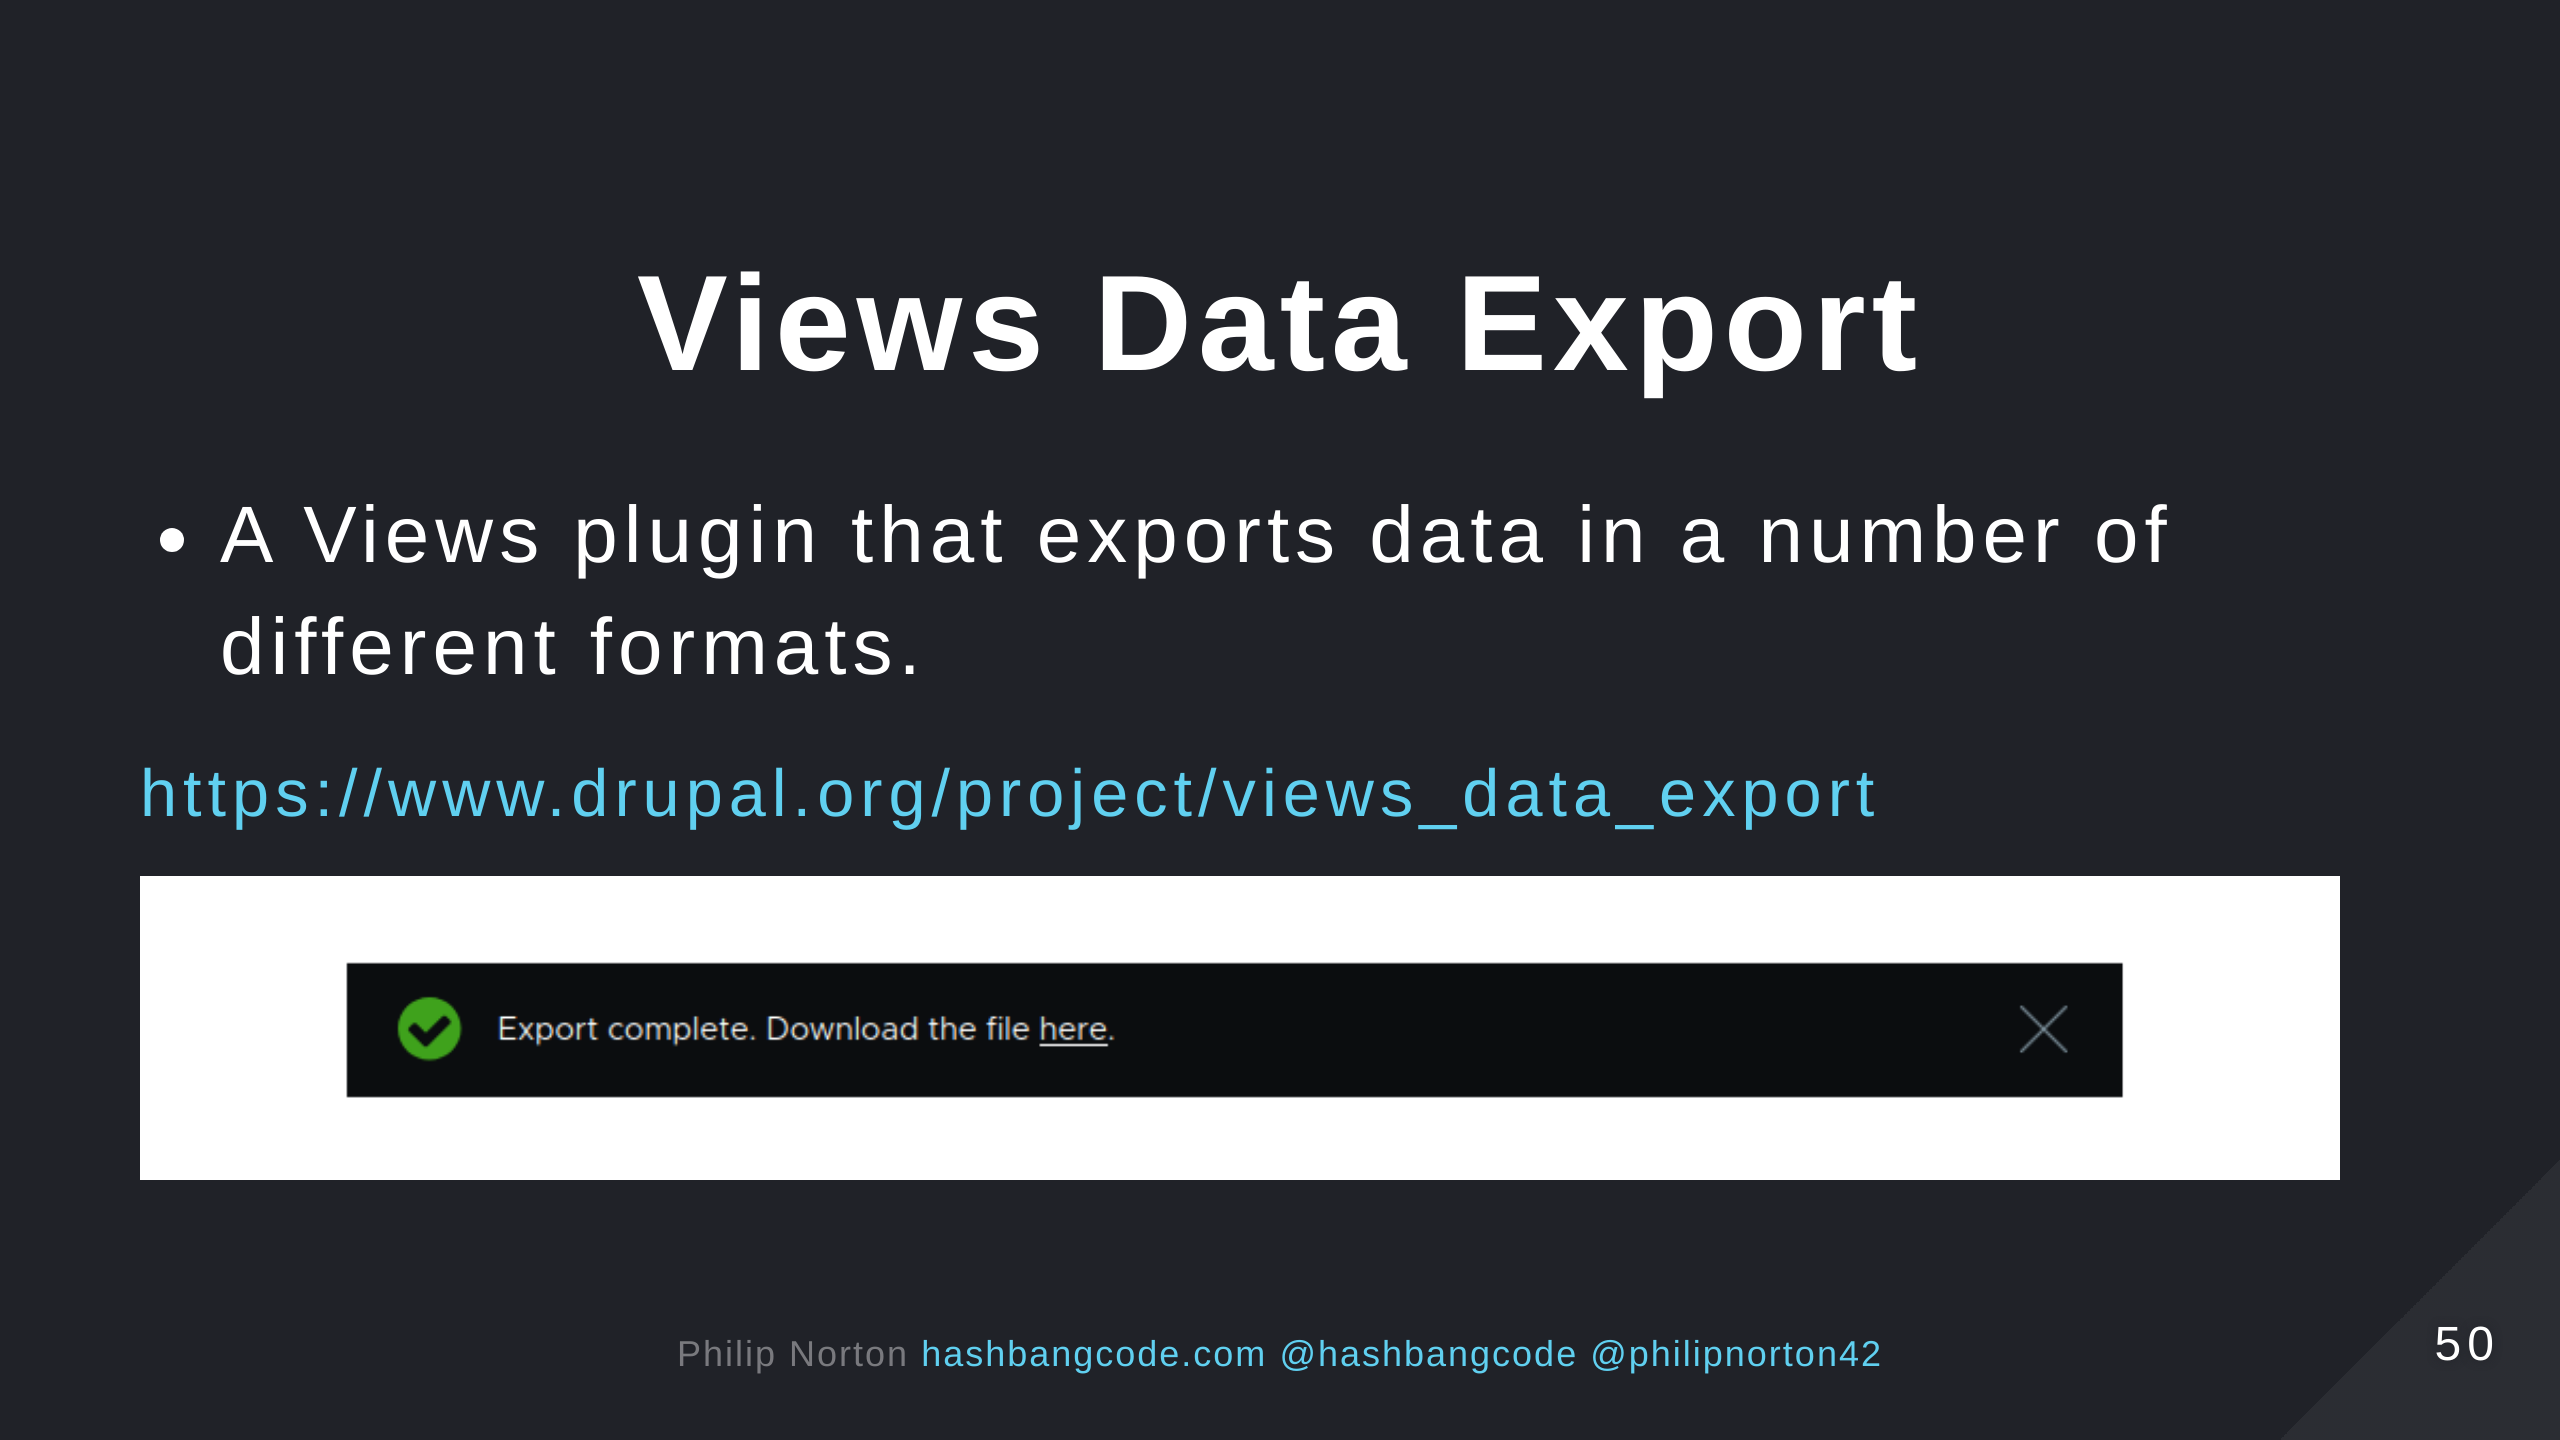 Views Data Export
• A Views plugin that exports data in a number of
different formats.
https://www.drupal.org/project/views_data_export
Export complete. Download the file here.
Philip Norton hashbangcode.com @hashbangcode @philipnorton42
50